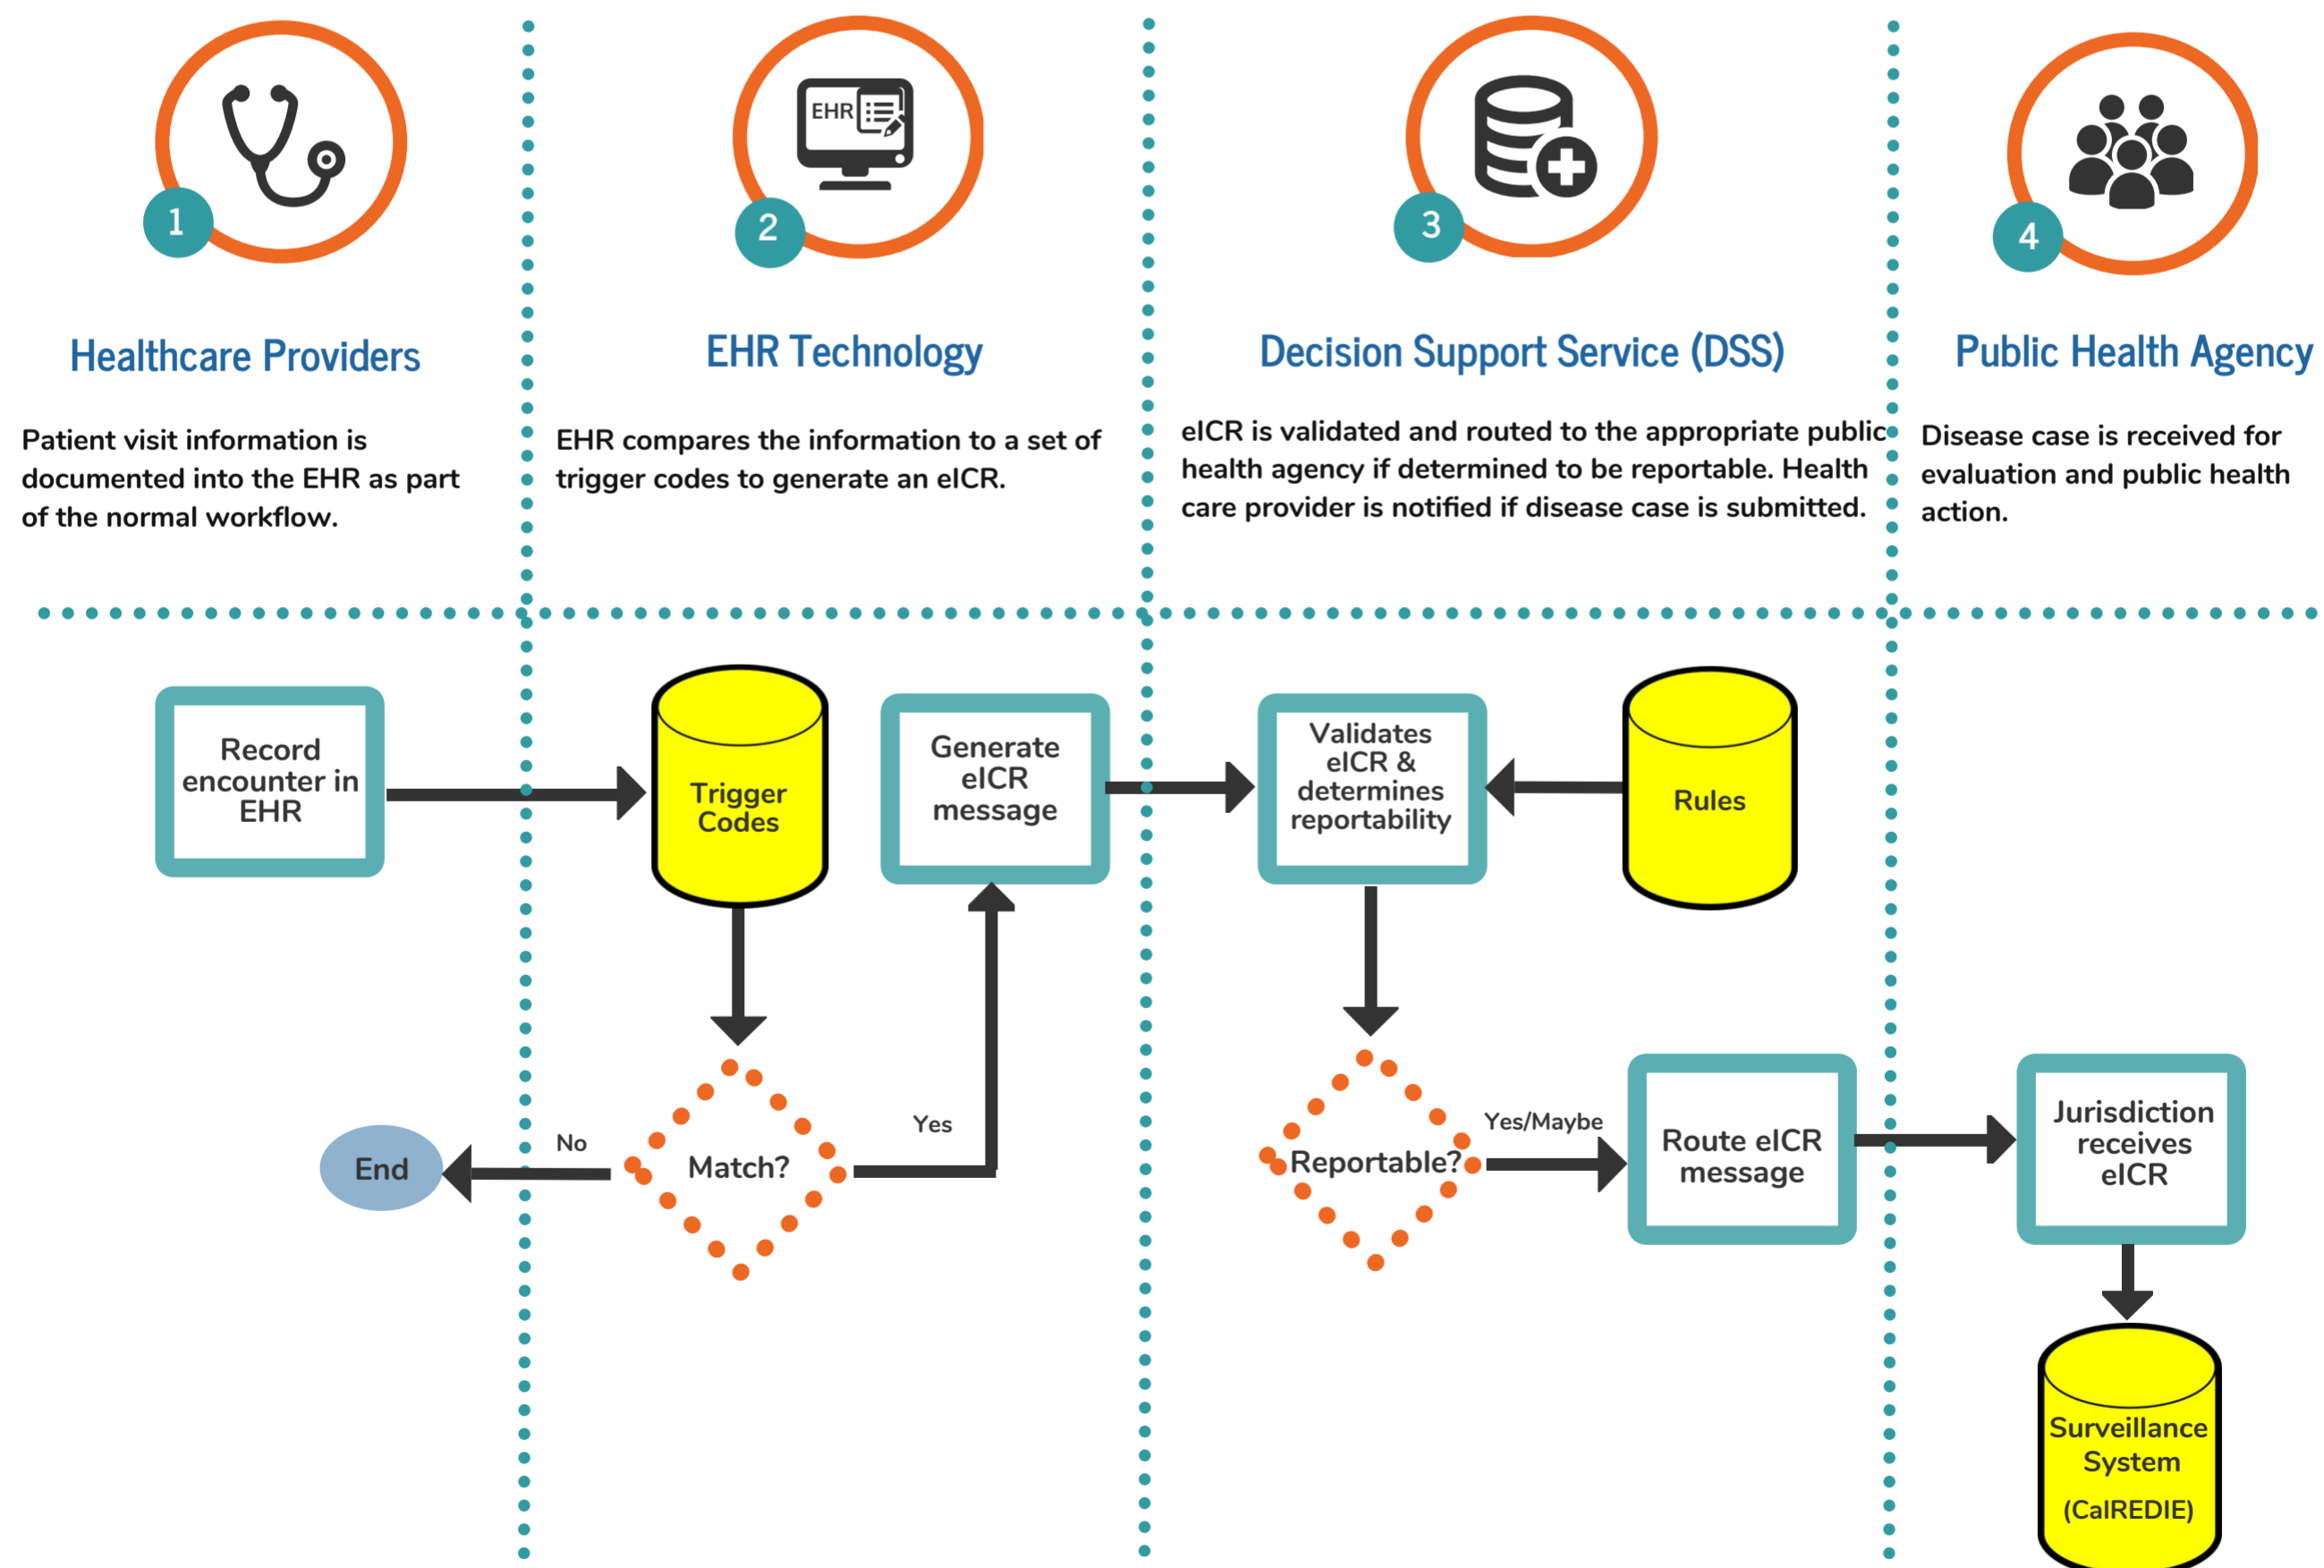 EHR
1
2
3
4
Healthcare Providers
EHR Technology
Decision Support Service (DSS)
Public Health Agency
Patient visit information is
documented into the EHR as part
of the normal workflow.
EHR compares the information to a set of
trigger codes to generate an eICR.
eICR is validated and routed to the appropriate public
health agency if determined to be reportable. Health
care provider is notified if disease case is submitted.
Disease case is received for
evaluation and public health
action.
Record
encounter in
EHR
Trigger
Codes
Generate
eICR
message
Validates
eICR &
determines
reportability
Rules
End
No
Match?
Yes
Reportable?
Yes/Maybe
Route eICR
message
Jurisdiction
receives
eICR
Surveillance
System
(CalREDIE)